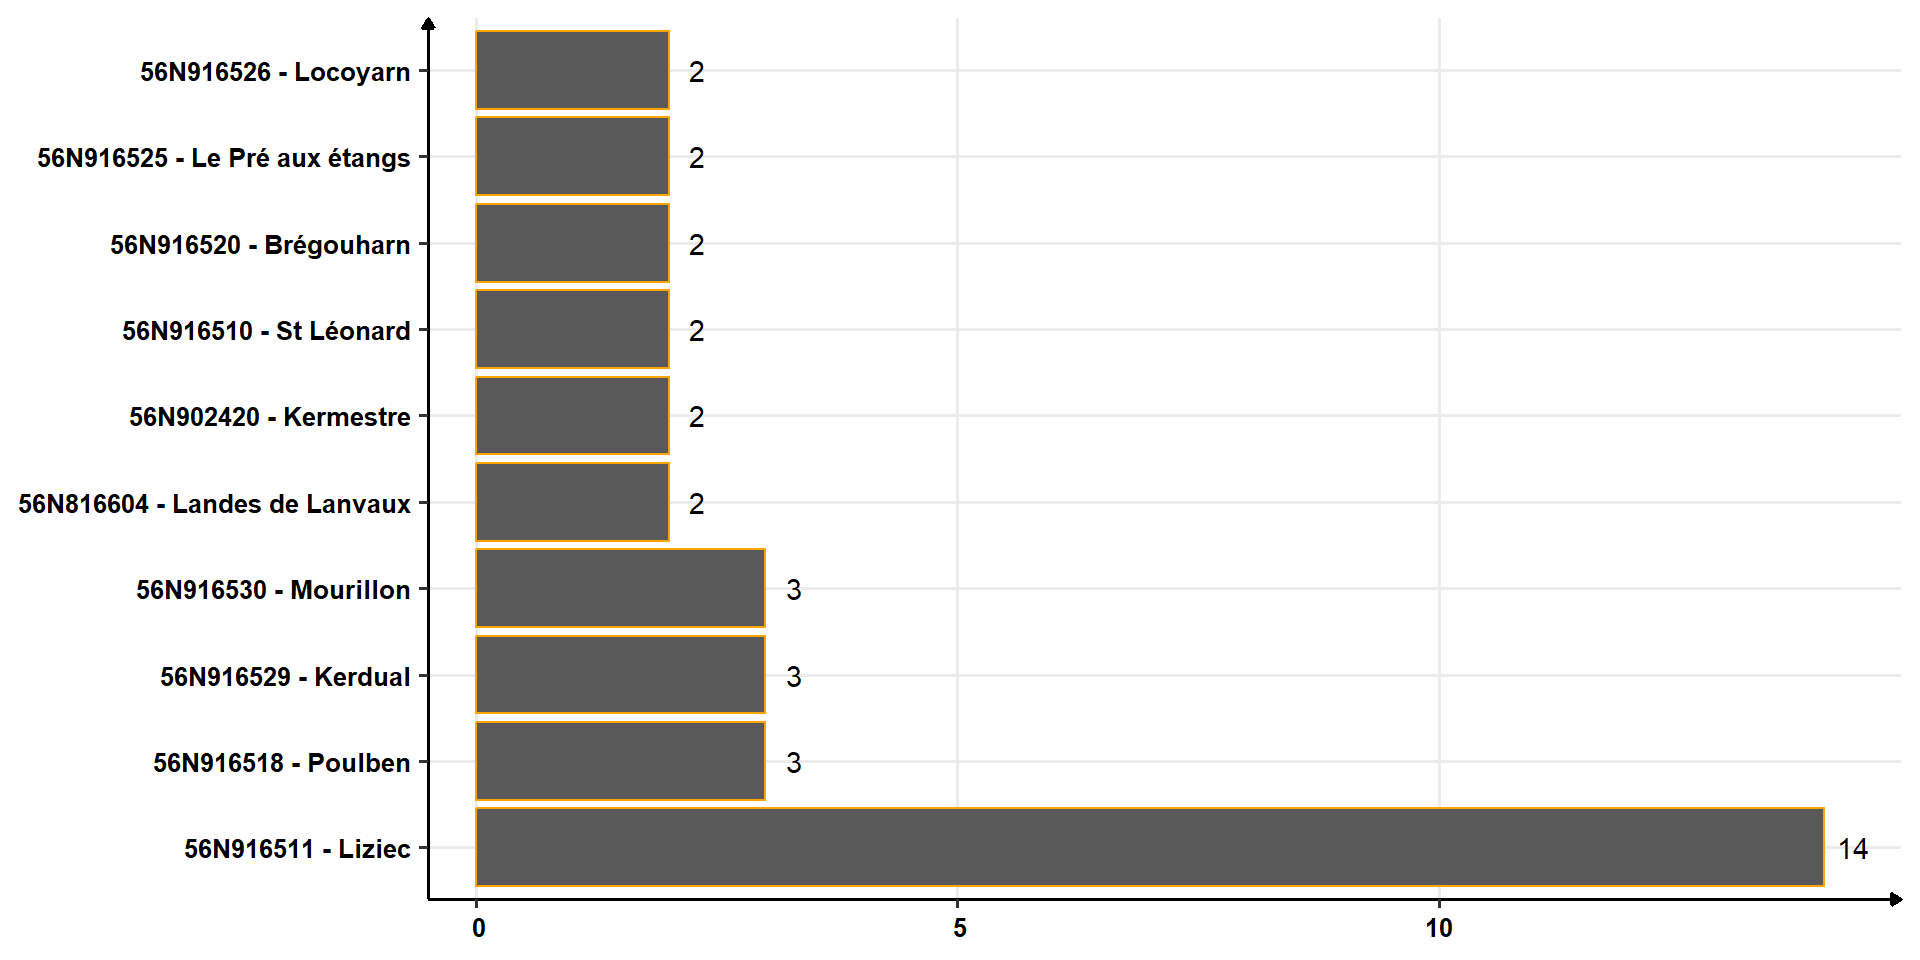 56N916526 - Locoyarn 2
56N916525 - Le Pré aux étangs 2
56N916520 - Brégouharn 2
56N916510 - St Léonard 2
56N902420 - Kermestre 2
56N816604 - Landes de Lanvaux 2
56N916530 - Mourillon 3
56N916529 - Kerdual 3
56N916518 - Poulben 3
56N916511 - Liziec 14
0 5 10